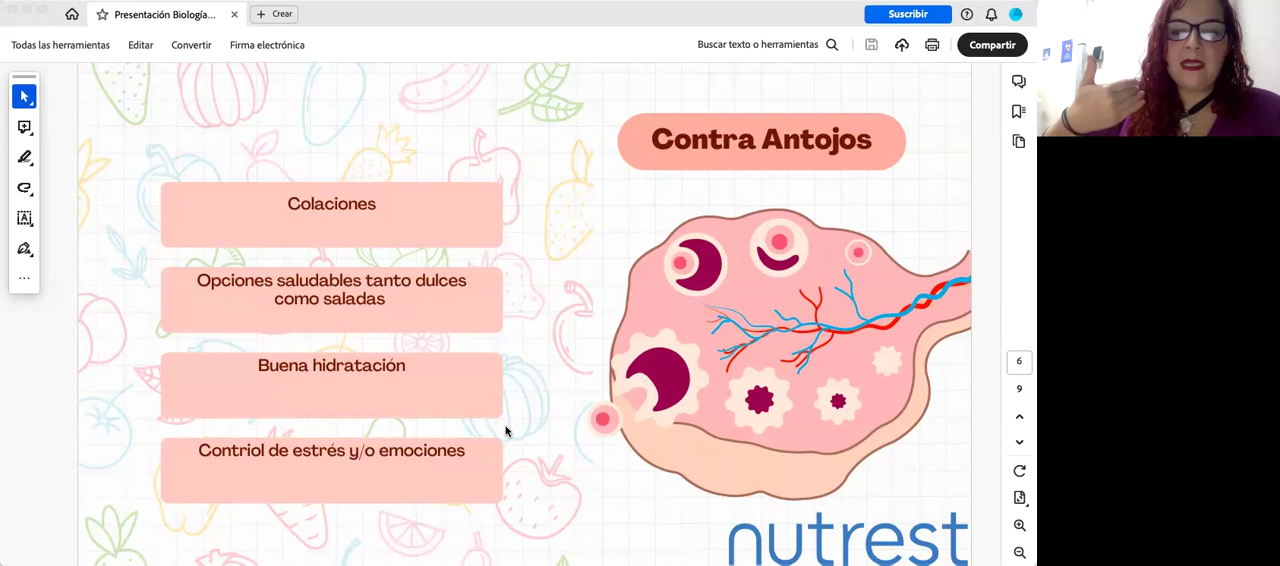 Presentación Biología...
Crear
Suscribir
Todas las herramientas
Editar
Convertir
Firma electrónica
Buscar texto o herramientas
Compartir
Contra Antojos
Colaciones
Opciones saludables tanto dulces
como saladas
Buena hidratación
Contriol de estrés y/o emociones
6
9
nutrest